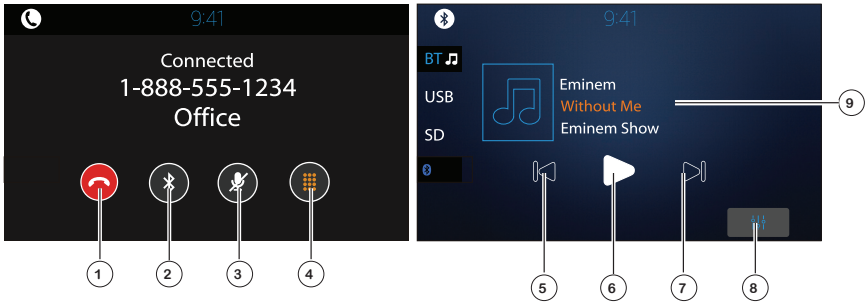 9:41
Connected
1-888-555-1234
Office
1
2
3
4
9:41
BT
USB
SD
Eminem
Without Me
Eminem Show
9
5
6
7
8